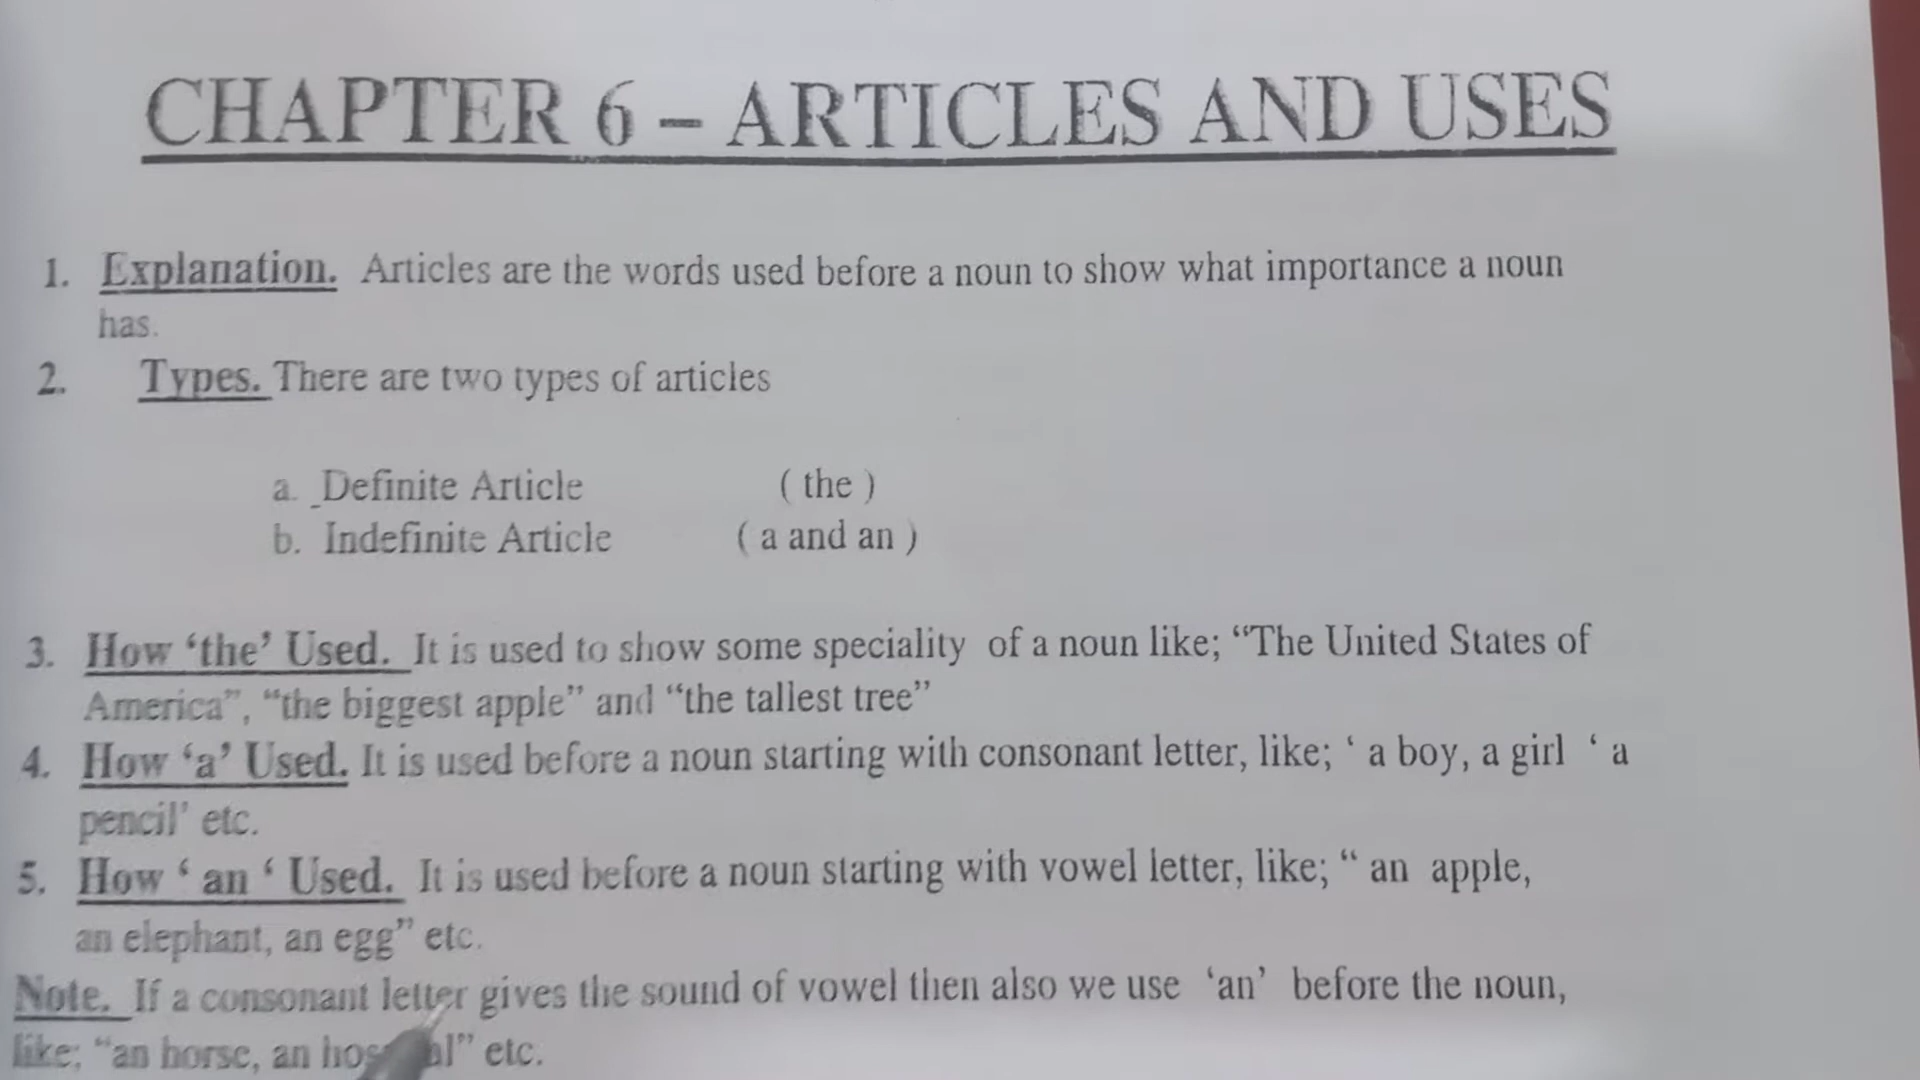 CHAPTER 6 – ARTICLES AND USES
1. Explanation. Articles are the words used before a noun to show what importance a noun
has.
2. Types. There are two types of articles
a. Definite Article ( the )
b. Indefinite Article ( a and an )
3. How ‘the’ Used. It is used to show some speciality of a noun like; “The United States of
America”, “the biggest apple” and “the tallest tree”
4. How ‘a’ Used. It is used before a noun starting with consonant letter, like; ‘ a boy, a girl ‘ a
pencil’ etc.
5. How ‘ an ‘ Used. It is used before a noun starting with vowel letter, like; “ an apple,
an elephant, an egg” etc.
Note. If a consonant letter gives the sound of vowel then also we use ‘an’ before the noun,
like; “an horse, an etc.